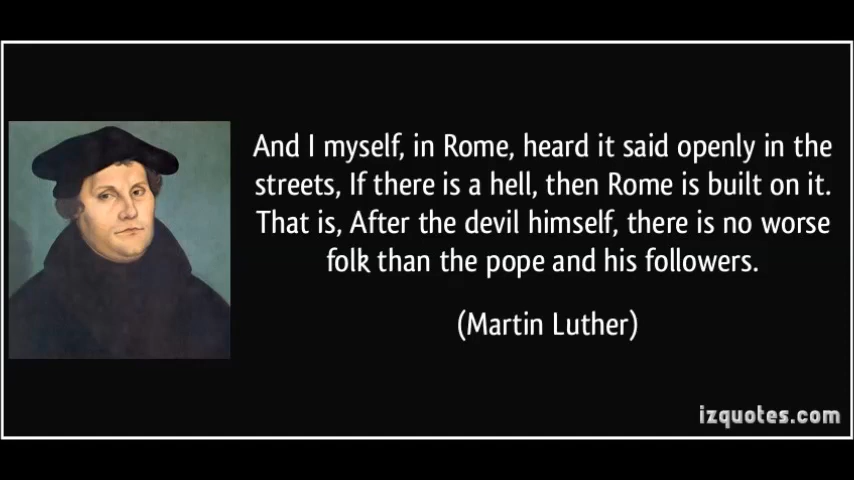 And I myself, in Rome, heard it said openly in the
streets, If there is a hell, then Rome is built on it.
That is, After the devil himself, there is no worse
folk than the pope and his followers.
(Martin Luther)
izquotes.com